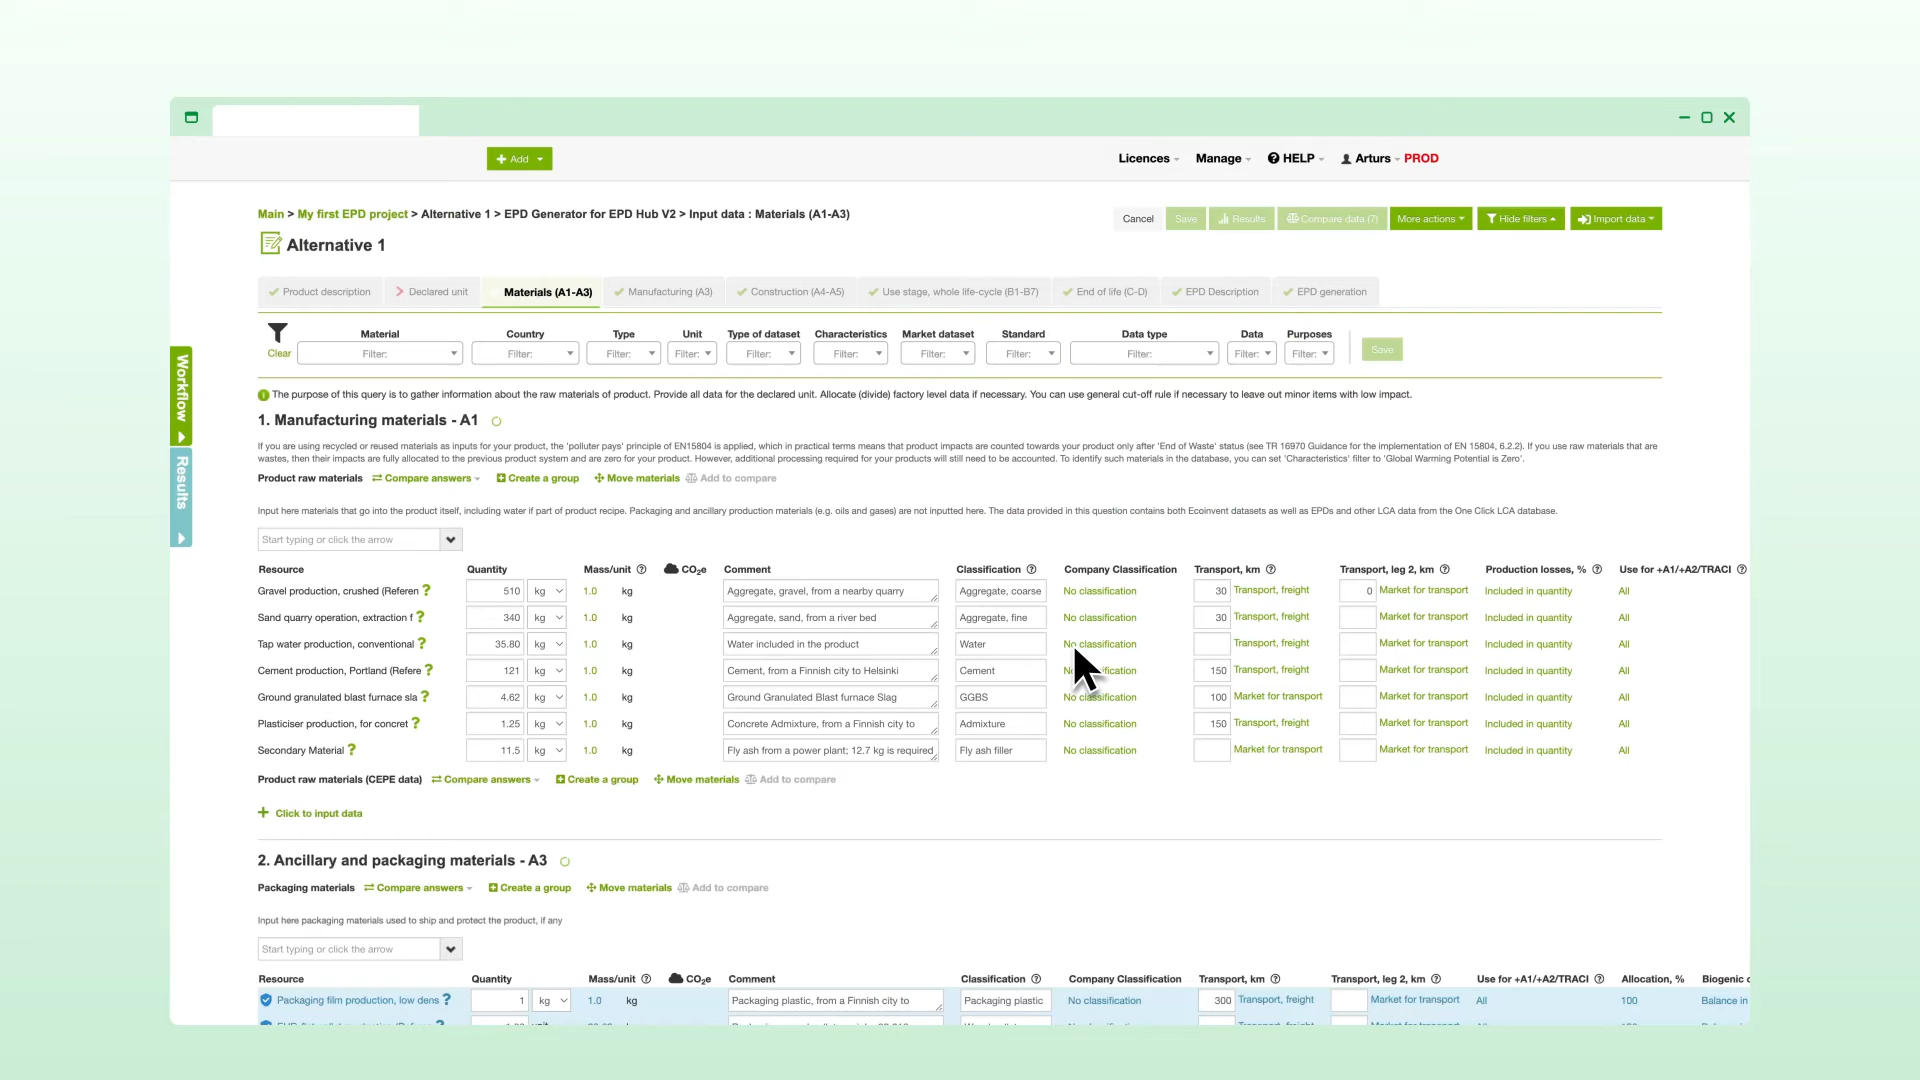 Add
Licences Manage HELP Arturs PROD
Main > My first EPD project > Alternative 1 > EPD Generator for EPD Hub V2 > Input data : Materials (A1-A3)
Cancel Save Results Compare data (7) More actions Hide filters Import data
Alternative 1
Product description Declared unit Materials (A1-A3) Manufacturing (A3) Construction (A4-A5) Use stage, whole life-cycle (B1-B7) End of life (C-D) EPD Description EPD generation
Material Country Type Unit Type of dataset Characteristics Market dataset Standard Data type Data Purposes
Clear Filter: Filter: Filter: Filter: Filter: Filter: Filter: Filter: Filter: Filter: Filter: Save
Workflow
Results
The purpose of this query is to gather information about the raw materials of product. Provide all data for the declared unit. Allocate (divide) factory level data if necessary. You can use general cut-off rule if necessary to leave out minor items with low impact.
1. Manufacturing materials - A1
If you are using recycled or reused materials as inputs for your product, the 'polluter pays' principle of EN15804 is applied, which in practical terms means that product impacts are counted towards your product only after 'End of Waste' status (see TR 16970 Guidance for the implementation of EN 15804, 6.2.2). If you use raw materials that are
wastes, then their impacts are fully allocated to the previous product system and are zero for your product. However, additional processing required for your products will still need to be accounted. To identify such materials in the database, you can set 'Characteristics' filter to 'Global Warming Potential is Zero'.
Product raw materials Compare answers Create a group Move materials Add to compare
Input here materials that go into the product itself, including water if part of product recipe. Packaging and ancillary production materials (e.g. oils and gases) are not inputted here. The data provided in this question contains both Ecoinvent datasets as well as EPDs and other LCA data from the One Click LCA database.
Start typing or click the arrow
Resource Quantity Mass/unit ? CO2e Comment Classification ? Company Classification Transport, km ? Transport, leg 2, km ? Production losses, % ? Use for +A1/+A2/TRACI ?
Gravel production, crushed (Referen ? 510 kg 1.0 kg Aggregate, gravel, from a nearby quarry Aggregate, coarse No classification 30 Transport, freight 0 Market for transport Included in quantity All
Sand quarry operation, extraction f ? 340 kg 1.0 kg Aggregate, sand, from a river bed Aggregate, fine No classification 30 Transport, freight Market for transport Included in quantity All
Tap water production, conventional ? 35.80 kg 1.0 kg Water included in the product Water No classification Transport, freight Market for transport Included in quantity All
Cement production, Portland (Refere ? 121 kg 1.0 kg Cement, from a Finnish city to Helsinki Cement 150 Transport, freight Market for transport Included in quantity All
Ground granulated blast furnace sla ? 4.62 kg 1.0 kg Ground Granulated Blast furnace Slag GGBS No classification 100 Market for transport Market for transport Included in quantity All
Plasticiser production, for concret ? 1.25 kg 1.0 kg Concrete Admixture, from a Finnish city to Admixture No classification 150 Transport, freight Market for transport Included in quantity All
Secondary Material ? 11.5 kg 1.0 kg Fly ash from a power plant; 12.7 kg is required Fly ash filler No classification Market for transport Market for transport Included in quantity All
Product raw materials (CEPE data) Compare answers Create a group Move materials Add to compare
Click to input data
2. Ancillary and packaging materials - A3
Packaging materials Compare answers Create a group Move materials Add to compare
Input here packaging materials used to ship and protect the product, if any
Start typing or click the arrow
Resource Quantity Mass/unit ? CO2e Comment Classification ? Company Classification Transport, km ? Transport, leg 2, km ? Use for +A1/+A2/TRACI ? Allocation, % Biogenic
Packaging film production, low dens ? 1 kg 1.0 kg Packaging plastic, from a Finnish city to Packaging plastic No classification 300 Transport, freight Market for transport All 100 Balance in